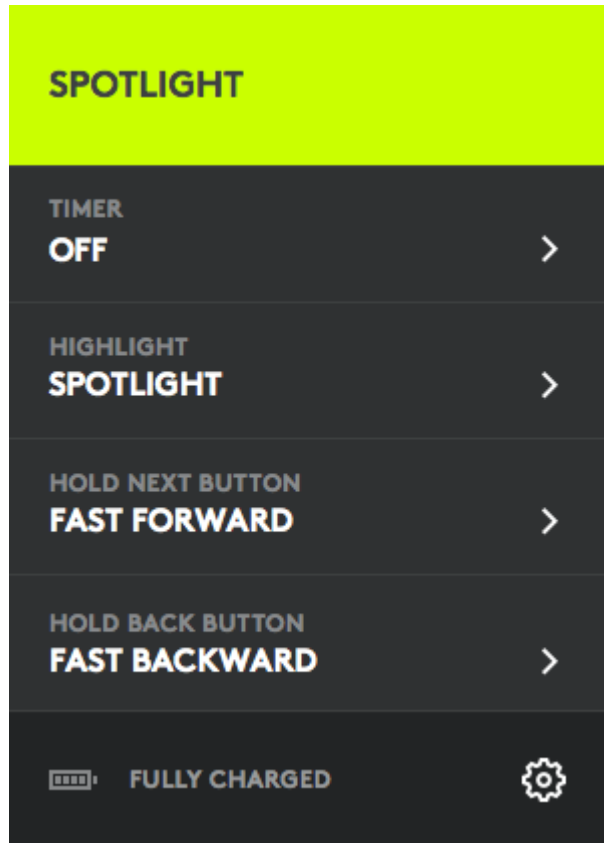 SPOTLIGHT
TIMER
OFF
HIGHLIGHT
SPOTLIGHT
HOLD NEXT BUTTON
FAST FORWARD
HOLD BACK BUTTON
FAST BACKWARD
FULLY CHARGED